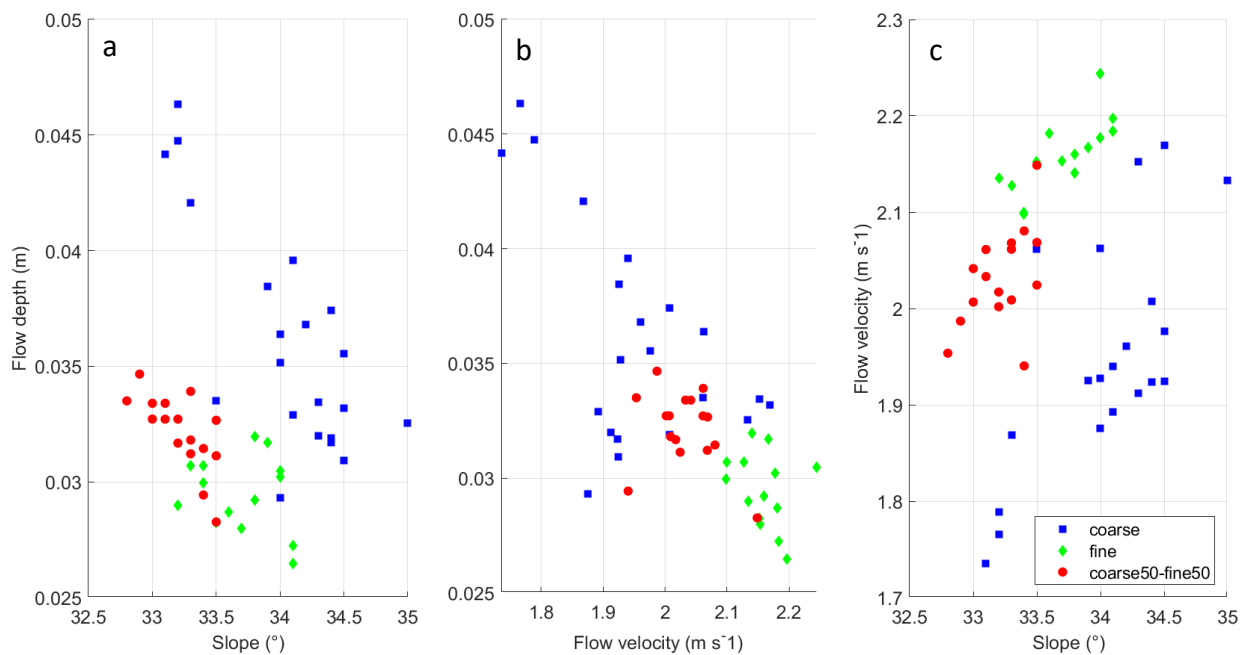 a
0.05
0.045
0.04
0.035
0.03
0.025
Flow depth (m)
32.5 33 33.5 34 34.5 35
Slope (°)
b
0.05
0.045
0.04
0.035
0.03
0.025
1.8 1.9 2 2.1 2.2
Flow velocity (m s-1)
c
2.3
2.2
2.1
2
1.9
1.8
1.7
Flow velocity (m s-1)
32.5 33 33.5 34 34.5 35
Slope (°)
coarse
fine
coarse50-fine50